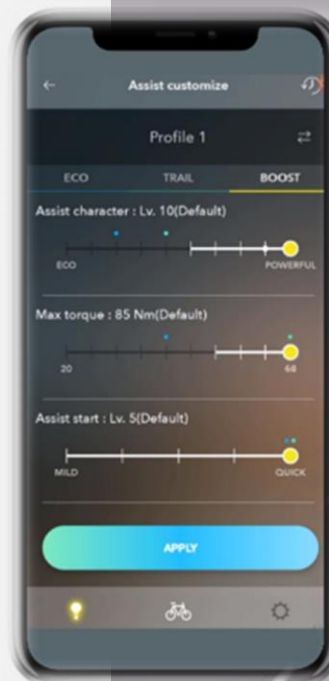 Assist customize
Profile 1
ECO TRAIL BOOST
Assist character : Lv. 10(Default)
ECO POWERFUL
Max torque : 85 Nm(Default)
20 68
Assist start : Lv. 5(Default)
MILD QUICK
APPLY